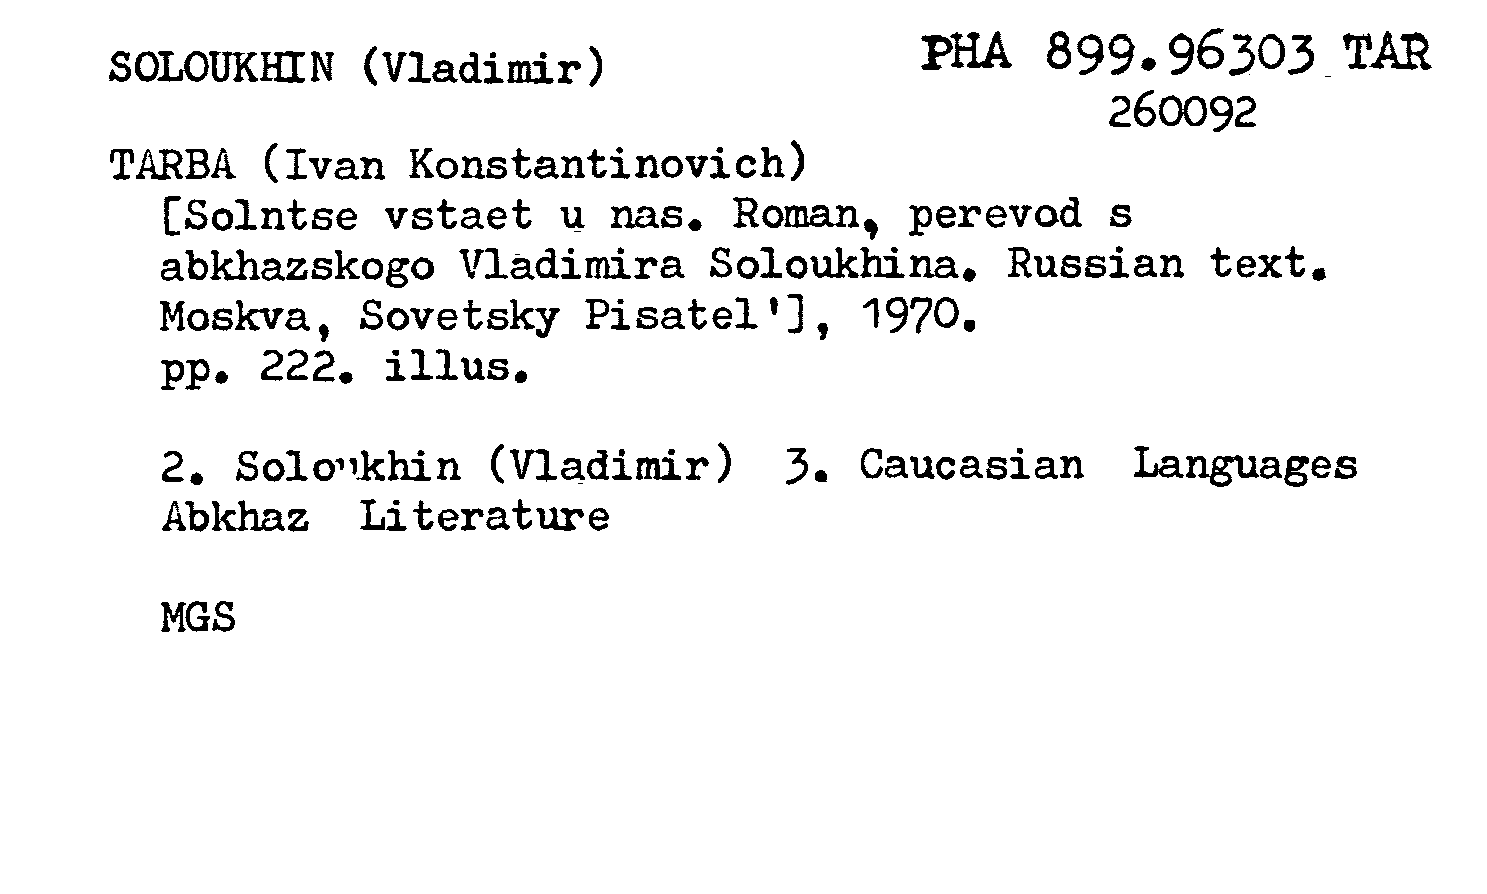 SOLOUKHIN (Vladimir)
PHA 899.96303 TAR
260092
TARBA (Ivan Konstantinovich)
[Solntse vstaet u nas. Roman, perevod s
abkhazskogo Vladimira Soloukhina. Russian text.
Moskva, Sovetsky Pisatel'], 1970.
pp. 222. illus.
2. Soloukhin (Vladimir) 3. Caucasian Languages
Abkhaz Literature
MGS